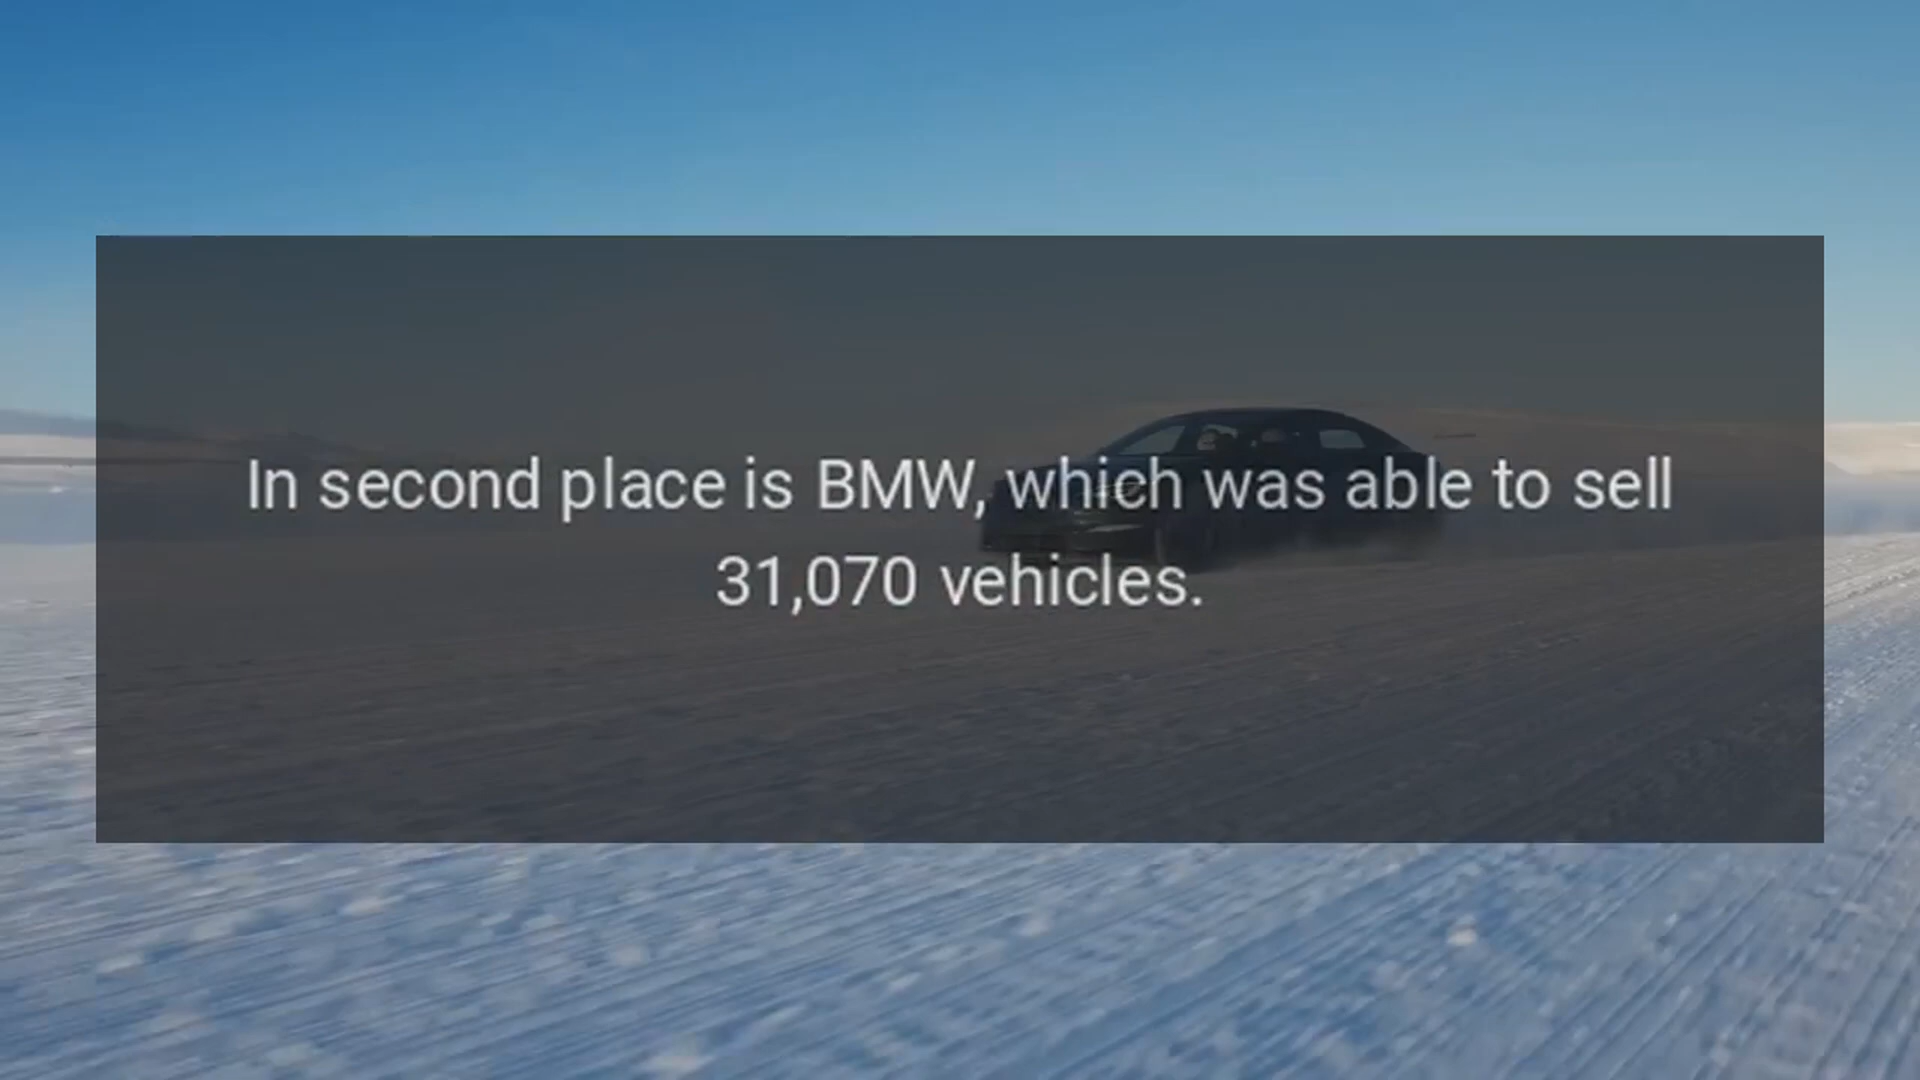 In second place is BMW, which was able to sell
31,070 vehicles.